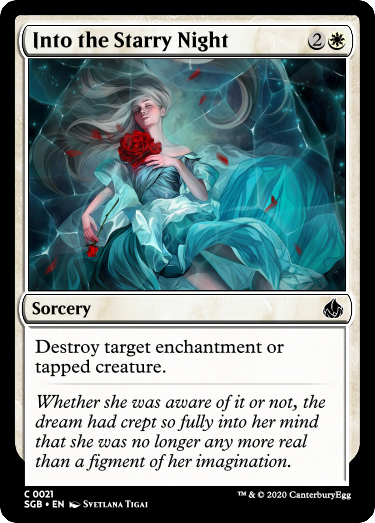 Into the Starry Night 2
Sorcery
Destroy target enchantment or
tapped creature.
Whether she was aware of it or not, the
dream had crept so fully into her mind
that she was no longer any more real
than a figment of her imagination.
C 0021
SGB • EN Svetlana Tigai
™ & © 2020 CanterburyEgg